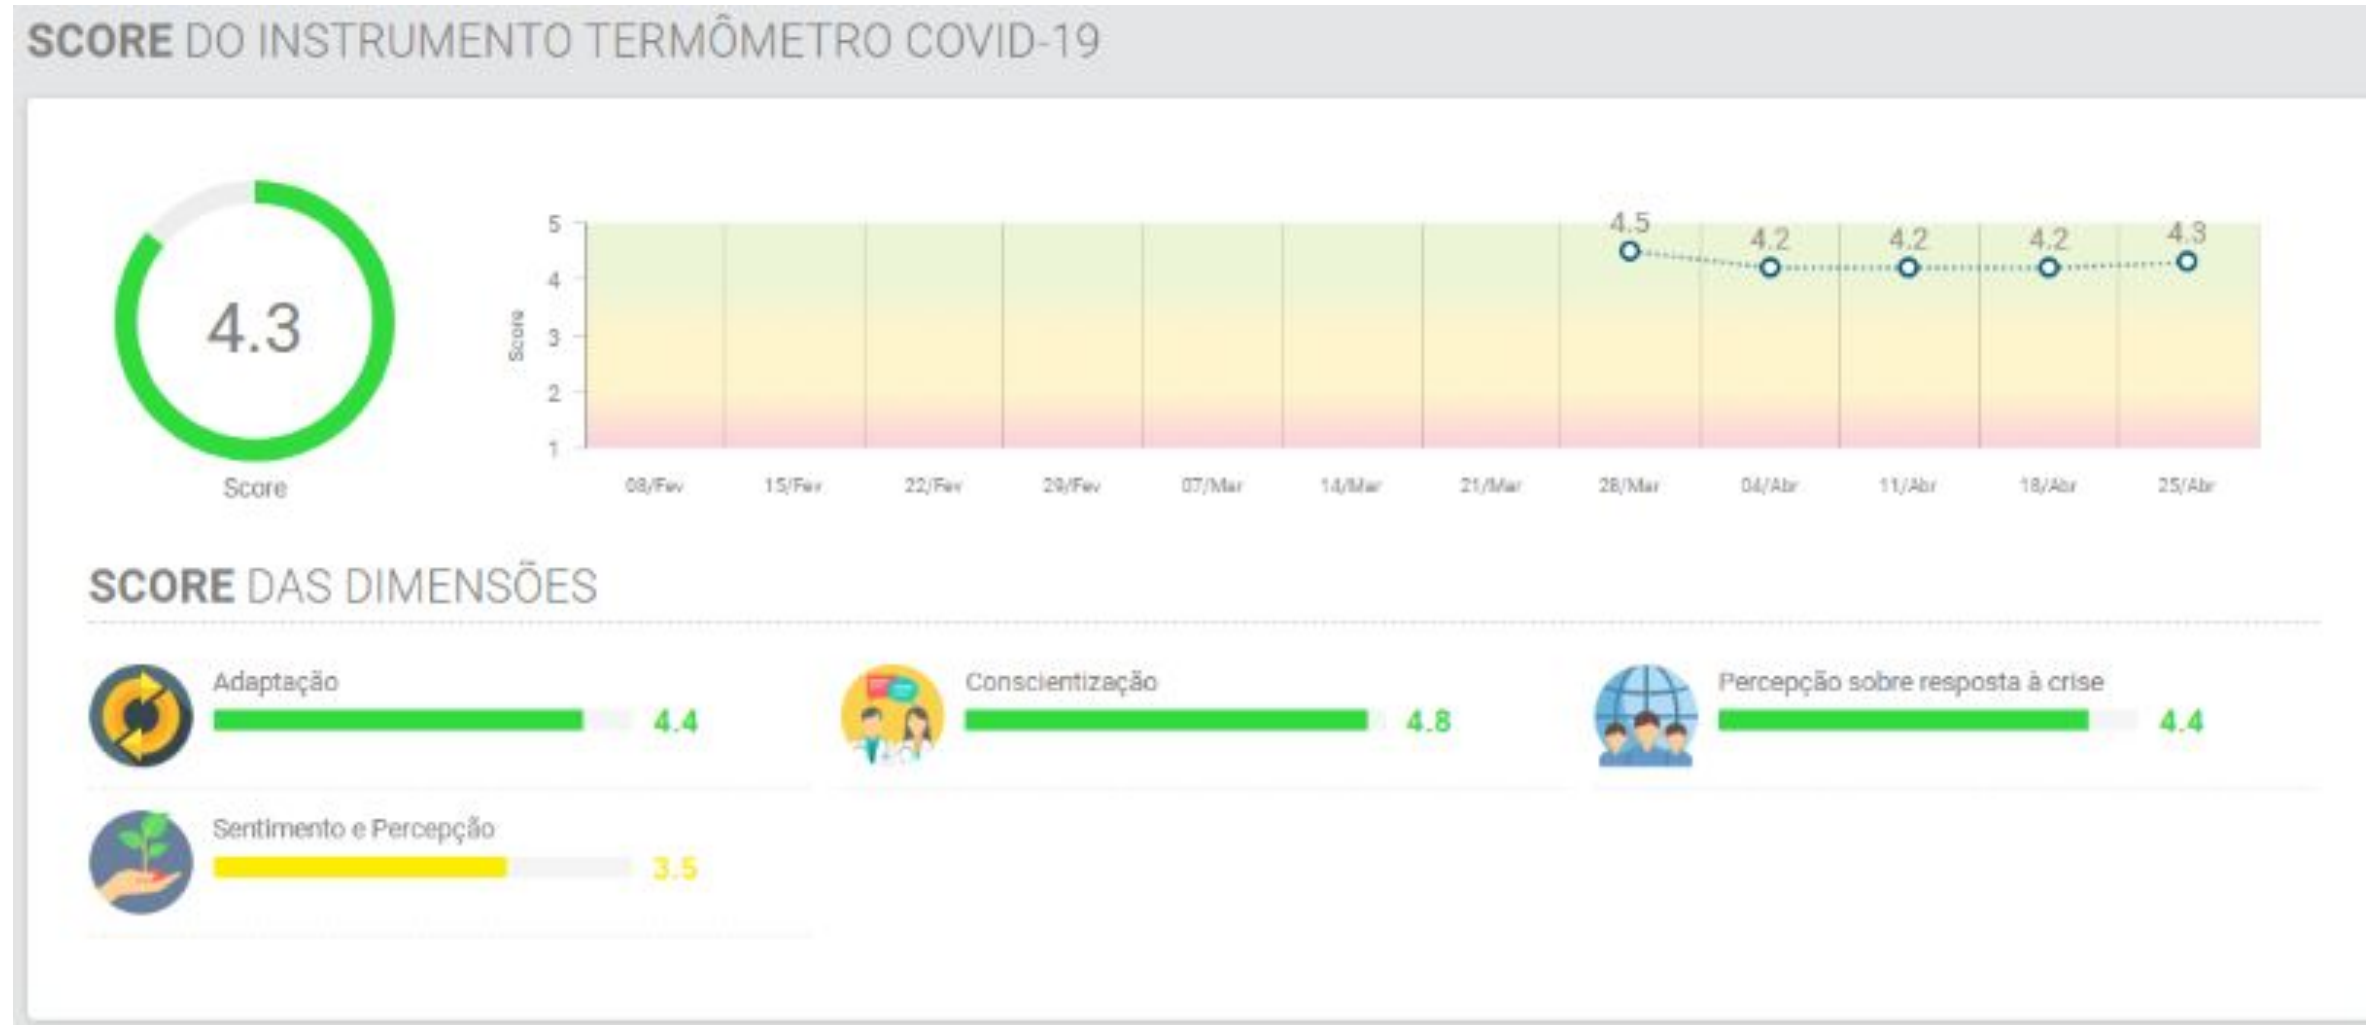 SCORE DO INSTRUMENTO TERMÔMETRO COVID-19
4.3
Score
Score
5
4
3
2
1
4.5 4.2 4.2 4.2 4.3
08/Fev 15/Fev 22/Fev 29/Fev 07/Mar 14/Mar 21/Mar 28/Mar 04/Abr 11/Abr 18/Abr 25/Abr
SCORE DAS DIMENSÕES
Adaptação
4.4
Conscientização
4.8
Percepção sobre resposta à crise
4.4
Sentimento e Percepção
3.5